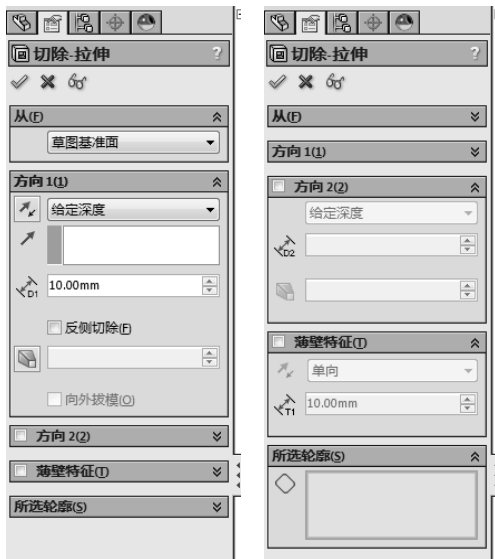 切除-拉伸
?
从(F)
草图基准面
方向1(1)
给定深度
D1
10.00mm
反侧切除(F)
向外拔模(O)
方向 2(2)
薄壁特征(T)
所选轮廓(S)
切除-拉伸
?
从(F)
方向1(1)
方向 2(2)
给定深度
D2
薄壁特征(T)
单向
T1
10.00mm
所选轮廓(S)